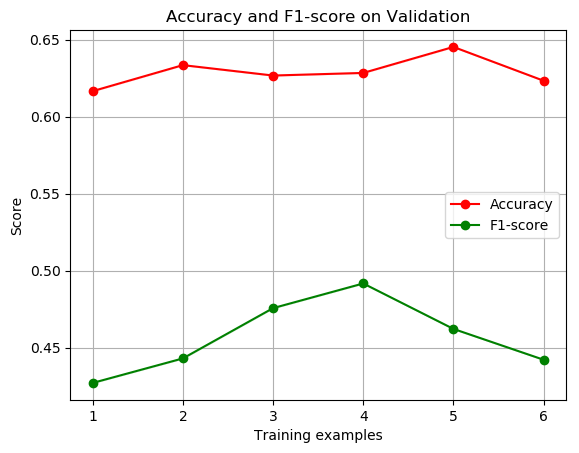 Accuracy and F1-score on Validation
0.65
0.60
0.55
0.50
0.45
Score
Accuracy
F1-score
1 2 3 4 5 6
Training examples